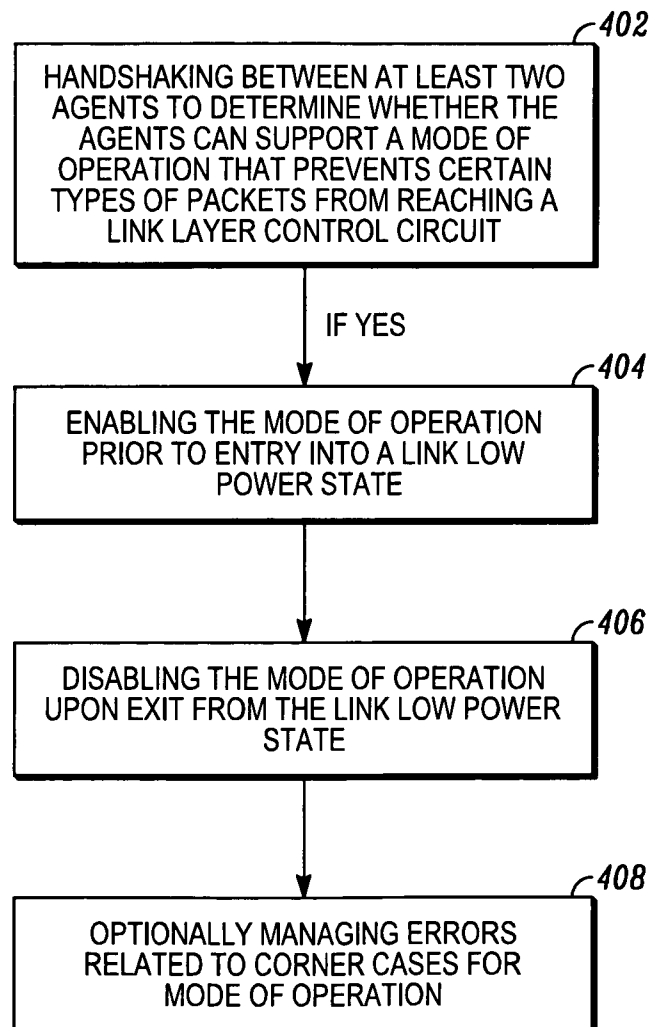 402
HANDSHAKING BETWEEN AT LEAST TWO
AGENTS TO DETERMINE WHETHER THE
AGENTS CAN SUPPORT A MODE OF
OPERATION THAT PREVENTS CERTAIN
TYPES OF PACKETS FROM REACHING A
LINK LAYER CONTROL CIRCUIT
IF YES
404
ENABLING THE MODE OF OPERATION
PRIOR TO ENTRY INTO A LINK LOW
POWER STATE
406
DISABLING THE MODE OF OPERATION
UPON EXIT FROM THE LINK LOW POWER
STATE
408
OPTIONALLY MANAGING ERRORS
RELATED TO CORNER CASES FOR
MODE OF OPERATION